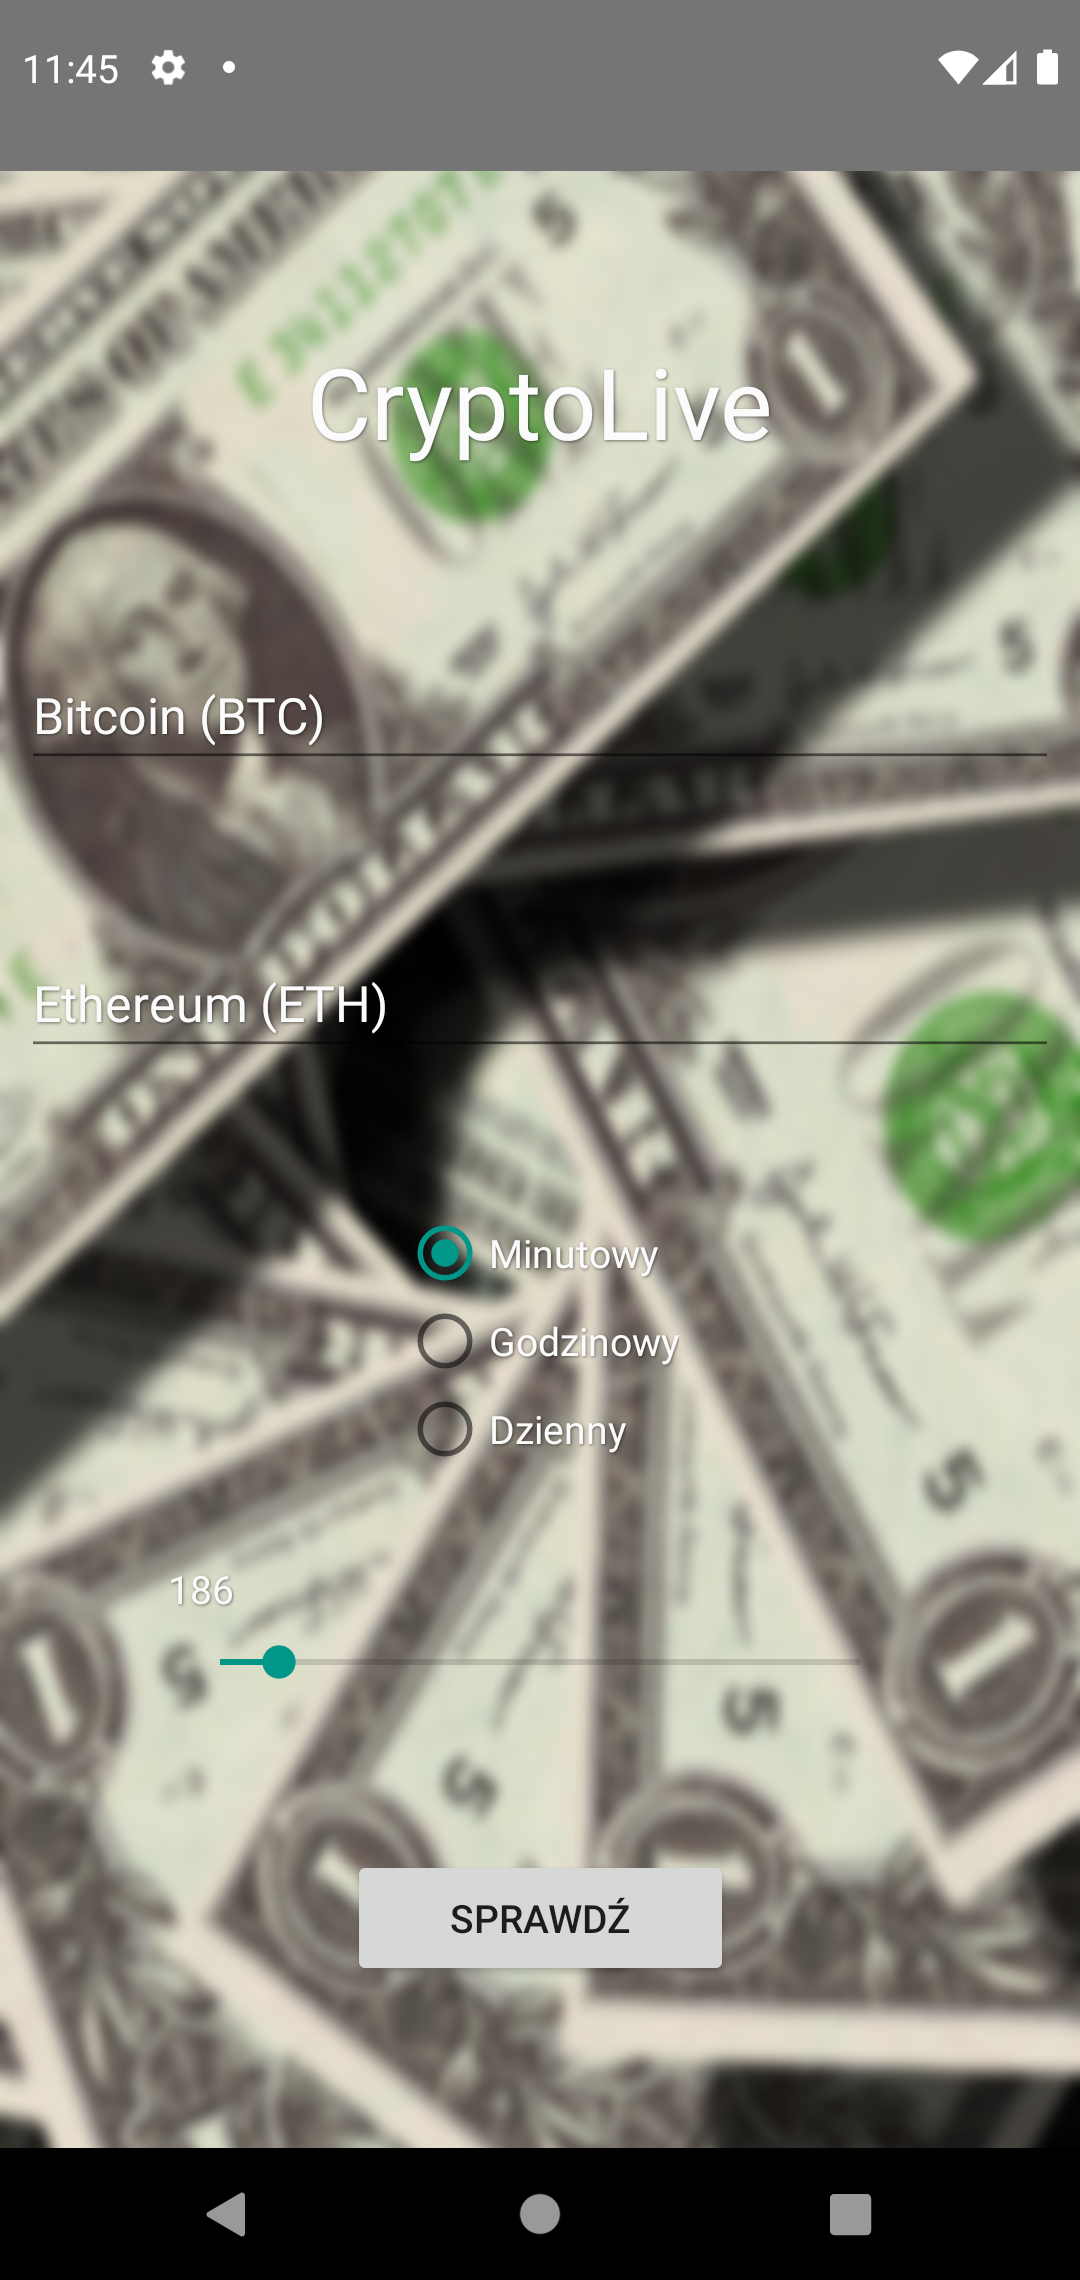 11:45
CryptoLive
Bitcoin (BTC)
Ethereum (ETH)
Minutowy
Godzinowy
Dzienny
186
SPRAWDŹ